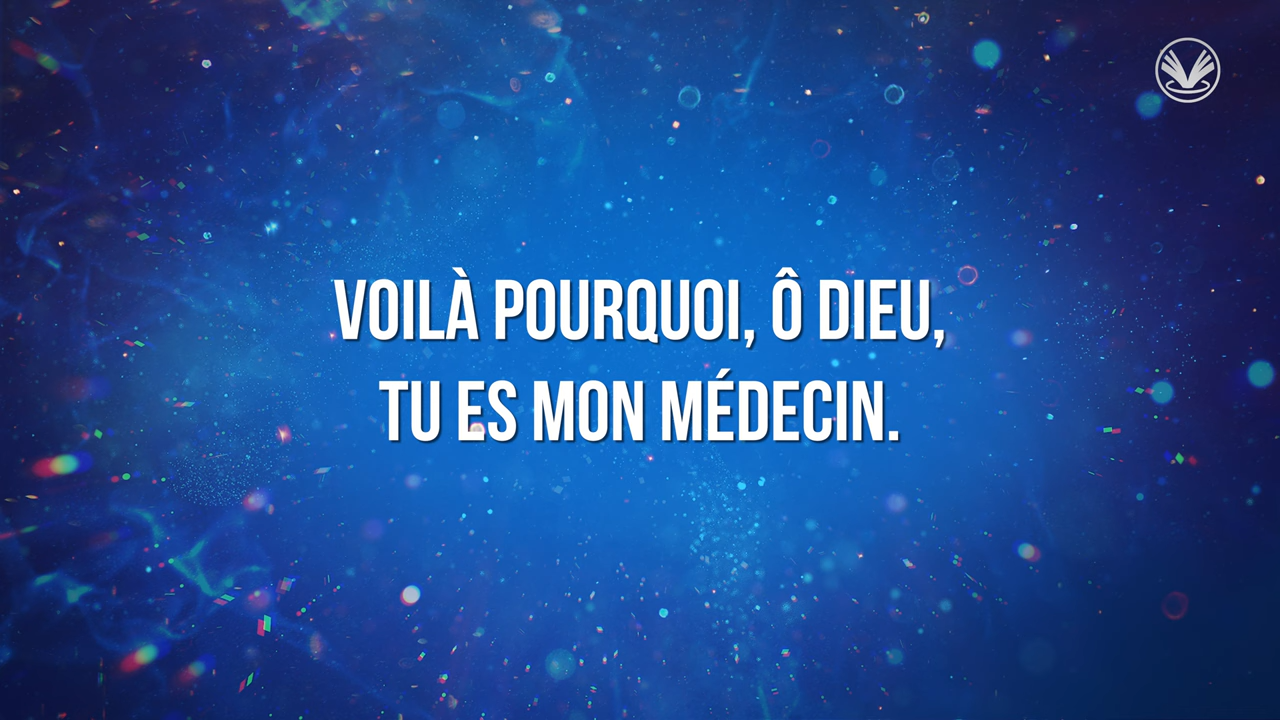 VOILÀ POURQUOI, Ô DIEU,
TU ES MON MÉDECIN.